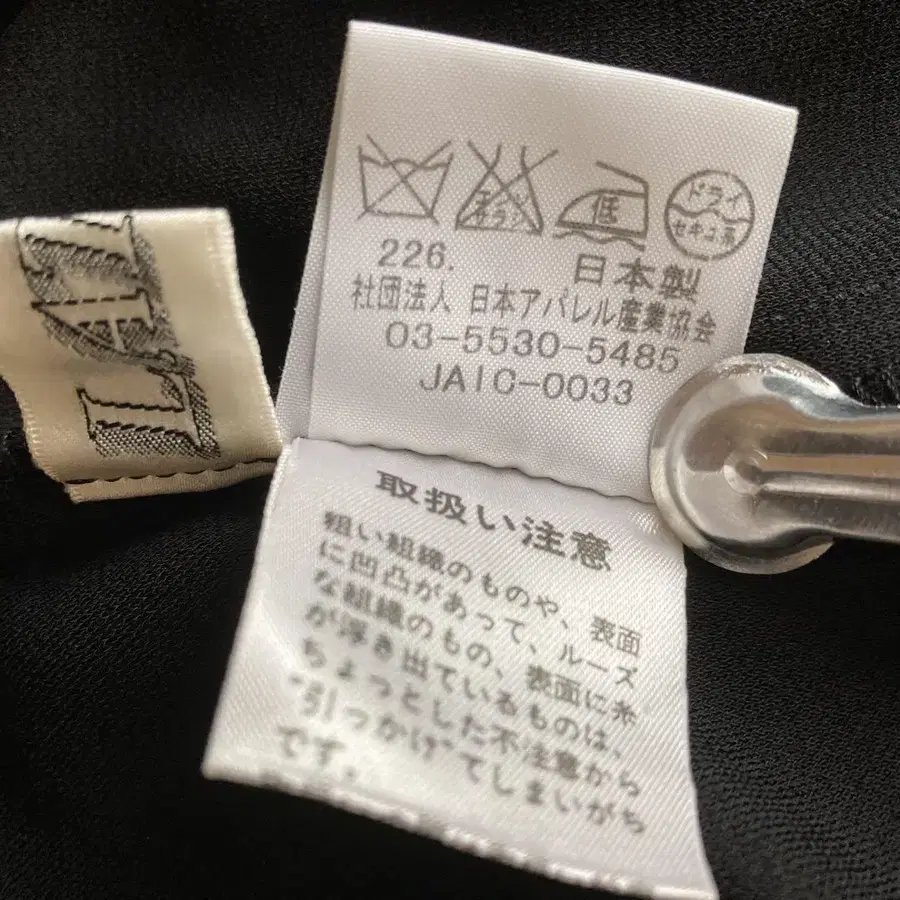 低
ドライ
セキユ系
226.
日本製
社団法人 日本アパレル産業協会
03-5530-5485
JAIC-0033
取扱い注意
粗い組織のものや、表面
に凹凸があって、ルーズ
な組織のもの、表面に糸
が浮き出ているものは、
ちょっとした不注意から
"引っかけ"てしまいがち
です。